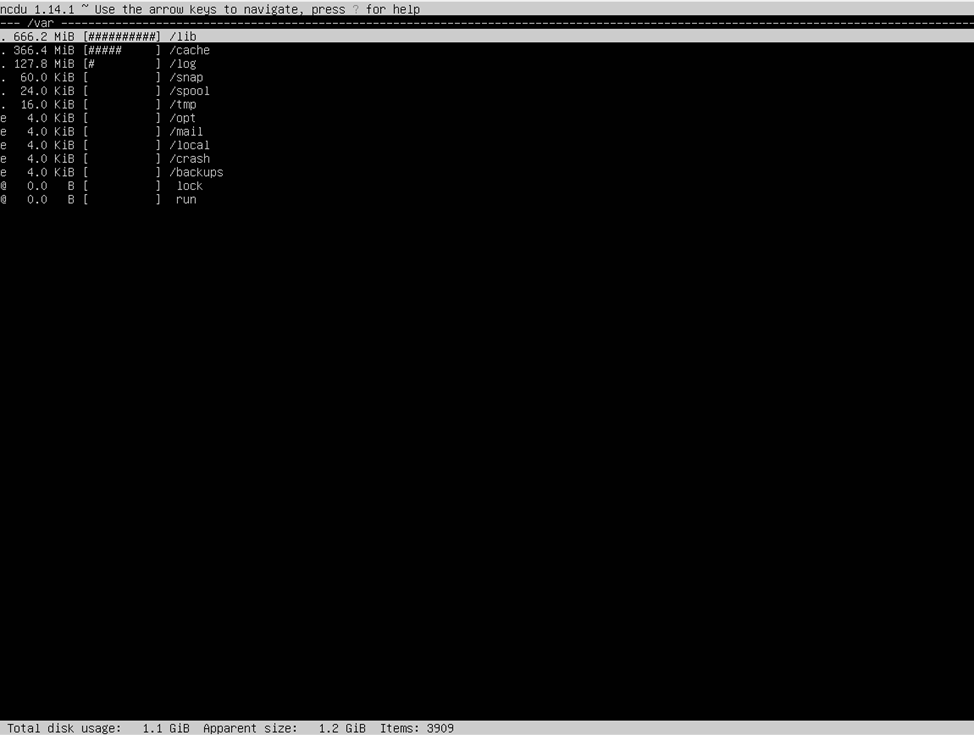 ncdu 1.14.1 ~ Use the arrow keys to navigate, press ? for help
--- /var ----------------------------------------------------------------------------------------------------------------------------------------
. 666.2 MiB [##########] /lib
. 366.4 MiB [#####     ] /cache
. 127.8 MiB [#         ] /log
.  60.0 KiB [          ] /snap
.  24.0 KiB [          ] /spool
.  16.0 KiB [          ] /tmp
e   4.0 KiB [          ] /opt
e   4.0 KiB [          ] /mail
e   4.0 KiB [          ] /local
e   4.0 KiB [          ] /crash
e   4.0 KiB [          ] /backups
@   0.0   B [          ]  lock
@   0.0   B [          ]  run
Total disk usage:   1.1 GiB  Apparent size:   1.2 GiB  Items: 3909